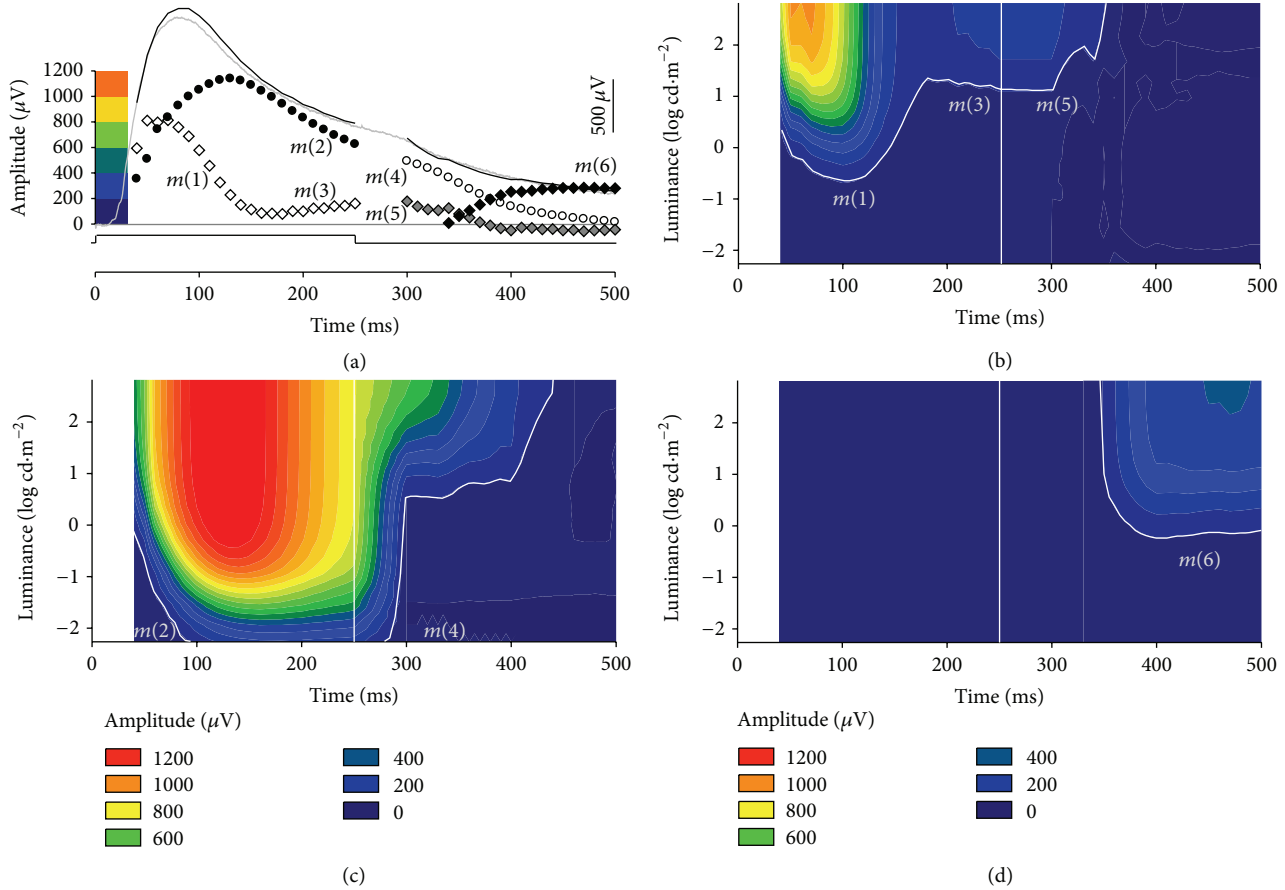 1200
1000
800
600
400
200
0
Amplitude (μV)
500 μV
m(1)
m(2)
m(3)
m(4)
m(5)
m(6)
0 100 200 300 400 500
Time (ms)
(a)
2
1
0
−1
−2
Luminance (log cd·m−2)
m(1)
m(3)
m(5)
0 100 200 300 400 500
Time (ms)
(b)
2
1
0
−1
−2
Luminance (log cd·m−2)
m(2)
m(4)
0 100 200 300 400 500
Time (ms)
Amplitude (μV)
1200
1000
800
600
400
200
0
(c)
2
1
0
−1
−2
Luminance (log cd·m−2)
m(6)
0 100 200 300 400 500
Time (ms)
Amplitude (μV)
1200
1000
800
600
400
200
0
(d)